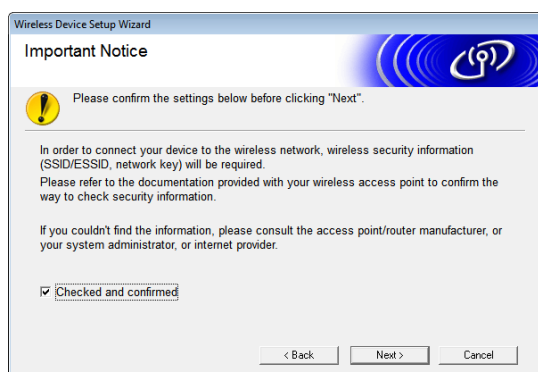 Wireless Device Setup Wizard
Important Notice
Please confirm the settings below before clicking "Next".
In order to connect your device to the wireless network, wireless security information
(SSID/ESSID, network key) will be required.
Please refer to the documentation provided with your wireless access point to confirm the
way to check security information.
If you couldn't find the information, please consult the access point/router manufacturer, or
your system administrator, or internet provider.
Checked and confirmed
< Back Next > Cancel